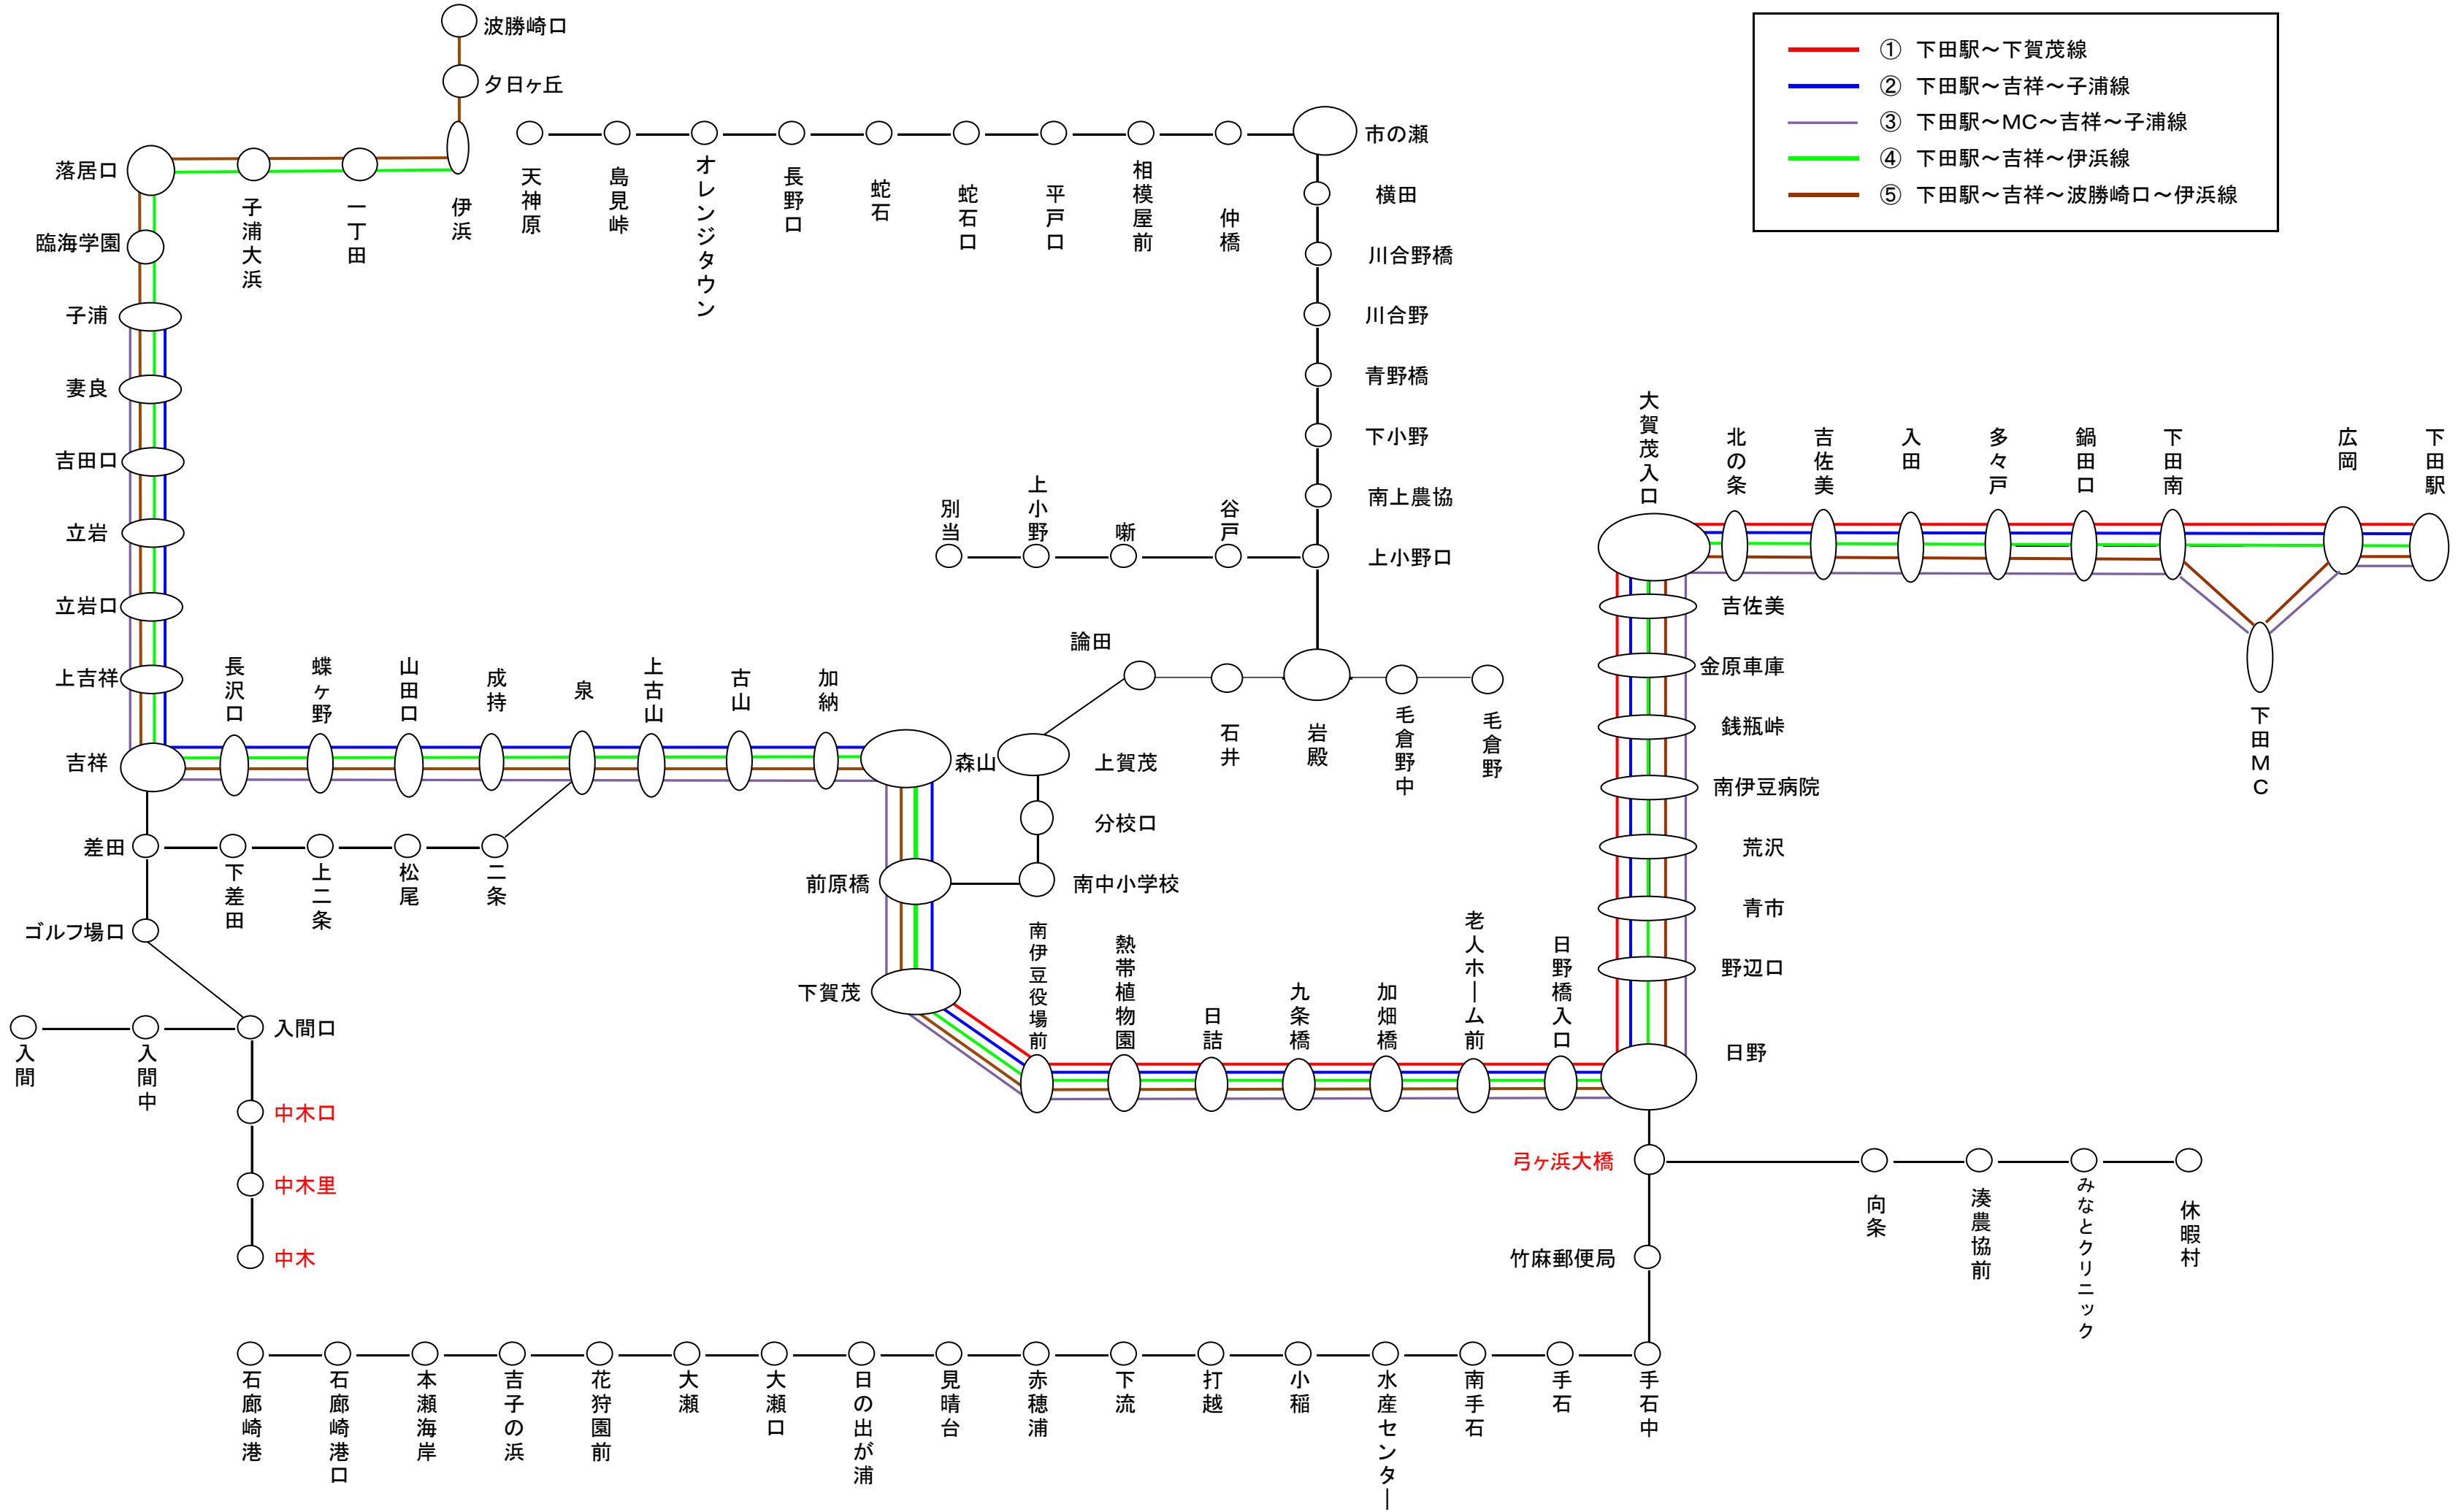 波勝崎口
夕日ヶ丘
① 下田駅～下賀茂線
② 下田駅～吉祥～子浦線
③ 下田駅～MC～吉祥～子浦線
④ 下田駅～吉祥～伊浜線
⑤ 下田駅～吉祥～波勝崎口～伊浜線
落居口
子浦大浜
一丁田
伊浜
天神原
島見峠
オレンジタウン
長野口
蛇石
蛇石口
平戸口
相模屋前
仲橋
市の瀬
横田
川合野橋
川合野
青野橋
下小野
南上農協
上小野口
臨海学園
子浦
妻良
吉田口
立岩
立岩口
上吉祥
吉祥
別当
上小野
噺
谷戸
大賀茂入口
北の条
吉佐美
入田
多々戸
鍋田口
下田南
広岡
下田駅
下田MC
吉佐美
金原車庫
銭瓶峠
南伊豆病院
荒沢
青市
野辺口
日野
論田
石井
岩殿
毛倉野中
毛倉野
長沢口
蝶ヶ野
山田口
成持
泉
上古山
古山
加納
森山
上賀茂
分校口
南中小学校
前原橋
下賀茂
差田
下差田
上二条
松尾
二条
ゴルフ場口
南伊豆役場前
熱帯植物園
日詰
九条橋
加畑橋
老人ホーム前
日野橋入口
入間
入間中
入間口
中木口
中木里
中木
弓ヶ浜大橋
向条
湊農協前
みなとクリニック
休暇村
竹麻郵便局
石廊崎港
石廊崎港口
本瀬海岸
吉子の浜
花狩園前
大瀬
大瀬口
日の出が浦
見晴台
赤穂浦
下流
打越
小稲
水産センター
南手石
手石
手石中